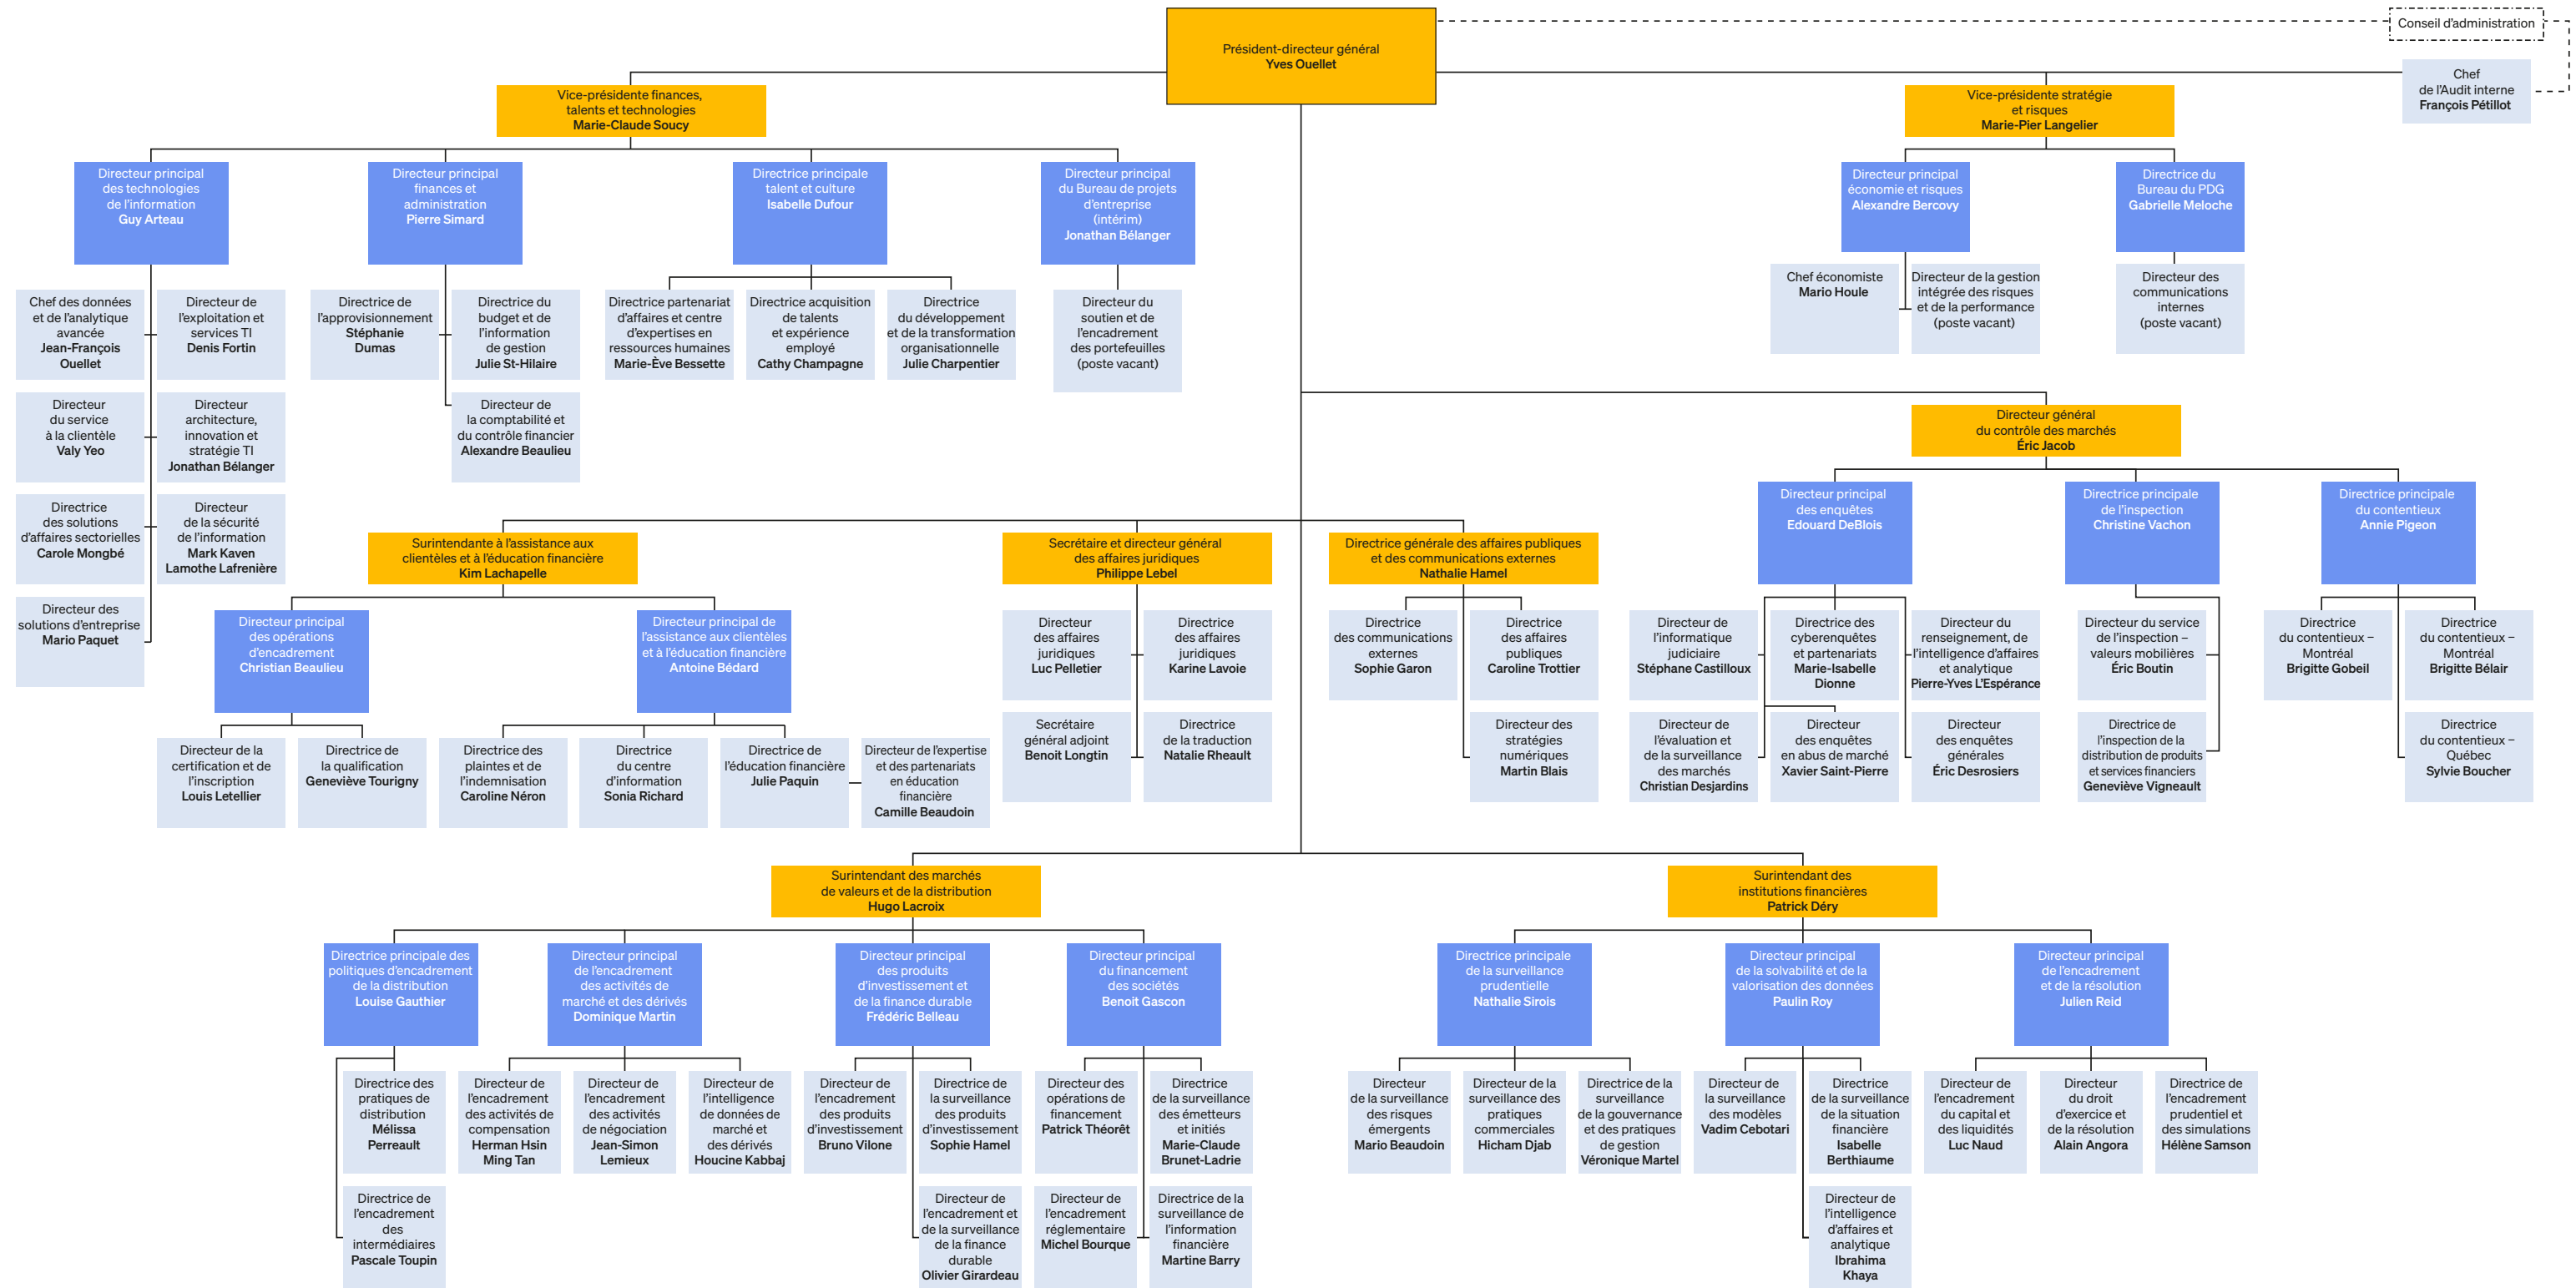 Président-directeur général
Yves Ouellet
Conseil d’administration
Chef
de l’Audit interne
François Pétillot
Vice-présidente finances,
talents et technologies
Marie-Claude Soucy
Vice-présidente stratégie
et risques
Marie-Pier Langelier
Directeur principal
des technologies
de l’information
Guy Arteau
Directeur principal
finances et
administration
Pierre Simard
Directrice principale
talent et culture
Isabelle Dufour
Directeur principal
du Bureau de projets
d’entreprise
(intérim)
Jonathan Bélanger
Directeur principal
économie et risques
Alexandre Bercovy
Directrice du
Bureau du PDG
Gabrielle Meloche
Chef économiste
Mario Houle
Directeur de la gestion
intégrée des risques
et de la performance
(poste vacant)
Directeur des
communications
internes
(poste vacant)
Chef des données
et de l’analytique
avancée
Jean-François
Ouellet
Directeur de
l’exploitation et
services TI
Denis Fortin
Directrice de
l’approvisionnement
Stéphanie
Dumas
Directrice du
budget et de
l’information
de gestion
Julie St-Hilaire
Directrice partenariat
d’affaires et centre
d’expertises en
ressources humaines
Marie-Ève Bessette
Directrice acquisition
de talents
et expérience
employé
Cathy Champagne
Directrice
du développement
et de la transformation
organisationnelle
Julie Charpentier
Directeur du
soutien et de
l’encadrement
des portefeuilles
(poste vacant)
Directeur
du service
à la clientèle
Valy Yeo
Directeur
architecture,
innovation et
stratégie TI
Jonathan Bélanger
Directeur de
la comptabilité et
du contrôle financier
Alexandre Beaulieu
Directeur général
du contrôle des marchés
Éric Jacob
Directrice
des solutions
d’affaires sectorielles
Carole Mongbé
Directeur
de la sécurité
de l’information
Mark Kaven
Lamothe Lafrenière
Directeur des
solutions d’entreprise
Mario Paquet
Directeur principal
des enquêtes
Edouard DeBlois
Directrice principale
de l’inspection
Christine Vachon
Directrice principale
du contentieux
Annie Pigeon
Surintendante à l’assistance aux
clientèles et à l’éducation financière
Kim Lachapelle
Secrétaire et directeur général
des affaires juridiques
Philippe Lebel
Directrice générale des affaires publiques
et des communications externes
Nathalie Hamel
Directeur principal
des opérations
d’encadrement
Christian Beaulieu
Directeur principal de
l’assistance aux clientèles
et à l’éducation financière
Antoine Bédard
Directeur
des affaires
juridiques
Luc Pelletier
Directrice
des affaires
juridiques
Karine Lavoie
Directrice
des communications
externes
Sophie Garon
Directrice
des affaires
publiques
Caroline Trottier
Directeur de
l’informatique
judiciaire
Stéphane Castilloux
Directrice des
cyberenquêtes
et partenariats
Marie-Isabelle
Dionne
Directeur du
renseignement, de
l’intelligence d’affaires
et analytique
Pierre-Yves L’Espérance
Directeur du service
de l’inspection –
valeurs mobilières
Éric Boutin
Directrice
du contentieux –
Montréal
Brigitte Gobeil
Directrice
du contentieux –
Montréal
Brigitte Bélair
Directeur de la
certification et de
l’inscription
Louis Letellier
Directrice de
la qualification
Geneviève Tourigny
Directrice des
plaintes et de
l’indemnisation
Caroline Néron
Directrice
du centre
d’information
Sonia Richard
Directrice de
l’éducation financière
Julie Paquin
Directeur de l’expertise
et des partenariats
en éducation
financière
Camille Beaudoin
Secrétaire
général adjoint
Benoit Longtin
Directrice
de la traduction
Natalie Rheault
Directeur des
stratégies
numériques
Martin Blais
Directeur de
l’évaluation et
de la surveillance
des marchés
Christian Desjardins
Directeur
des enquêtes
en abus de marché
Xavier Saint-Pierre
Directeur
des enquêtes
générales
Éric Desrosiers
Directrice de
l’inspection de la
distribution de produits
et services financiers
Geneviève Vigneault
Directrice
du contentieux –
Québec
Sylvie Boucher
Surintendant des marchés
de valeurs et de la distribution
Hugo Lacroix
Surintendant des
institutions financières
Patrick Déry
Directrice principale des
politiques d’encadrement
de la distribution
Louise Gauthier
Directeur principal
de l’encadrement
des activités de
marché et des dérivés
Dominique Martin
Directeur principal
des produits
d’investissement et
de la finance durable
Frédéric Belleau
Directeur principal
du financement
des sociétés
Benoit Gascon
Directrice principale
de la surveillance
prudentielle
Nathalie Sirois
Directeur principal
de la solvabilité et de la
valorisation des données
Paulin Roy
Directeur principal
de l’encadrement
et de la résolution
Julien Reid
Directrice des
pratiques de
distribution
Mélissa
Perreault
Directeur de
l’encadrement
des activités de
compensation
Herman Hsin
Ming Tan
Directeur de
l’encadrement
des activités
de négociation
Jean-Simon
Lemieux
Directeur de
l’intelligence
de données de
marché et
des dérivés
Houcine Kabbaj
Directeur de
l’encadrement
des produits
d’investissement
Bruno Vilone
Directrice de
la surveillance
des produits
d’investissement
Sophie Hamel
Directeur des
opérations de
financement
Patrick Théorêt
Directrice
de la surveillance
des émetteurs
et initiés
Marie-Claude
Brunet-Ladrie
Directeur
de la surveillance
des risques
émergents
Mario Beaudoin
Directeur de la
surveillance des
pratiques
commerciales
Hicham Djab
Directrice de la
surveillance
de la gouvernance
et des pratiques
de gestion
Véronique Martel
Directeur de
la surveillance
des modèles
Vadim Cebotari
Directrice
de la surveillance
de la situation
financière
Isabelle
Berthiaume
Directeur de
l’encadrement
du capital et
des liquidités
Luc Naud
Directeur
du droit
d’exercice et
de la résolution
Alain Angora
Directrice de
l’encadrement
prudentiel et
des simulations
Hélène Samson
Directrice de
l’encadrement
des
intermédiaires
Pascale Toupin
Directeur de
l’encadrement et
de la surveillance
de la finance
durable
Olivier Girardeau
Directeur de
l’encadrement
réglementaire
Michel Bourque
Directrice de la
surveillance de
l’information
financière
Martine Barry
Directeur de
l’intelligence
d’affaires et
analytique
Ibrahima
Khaya